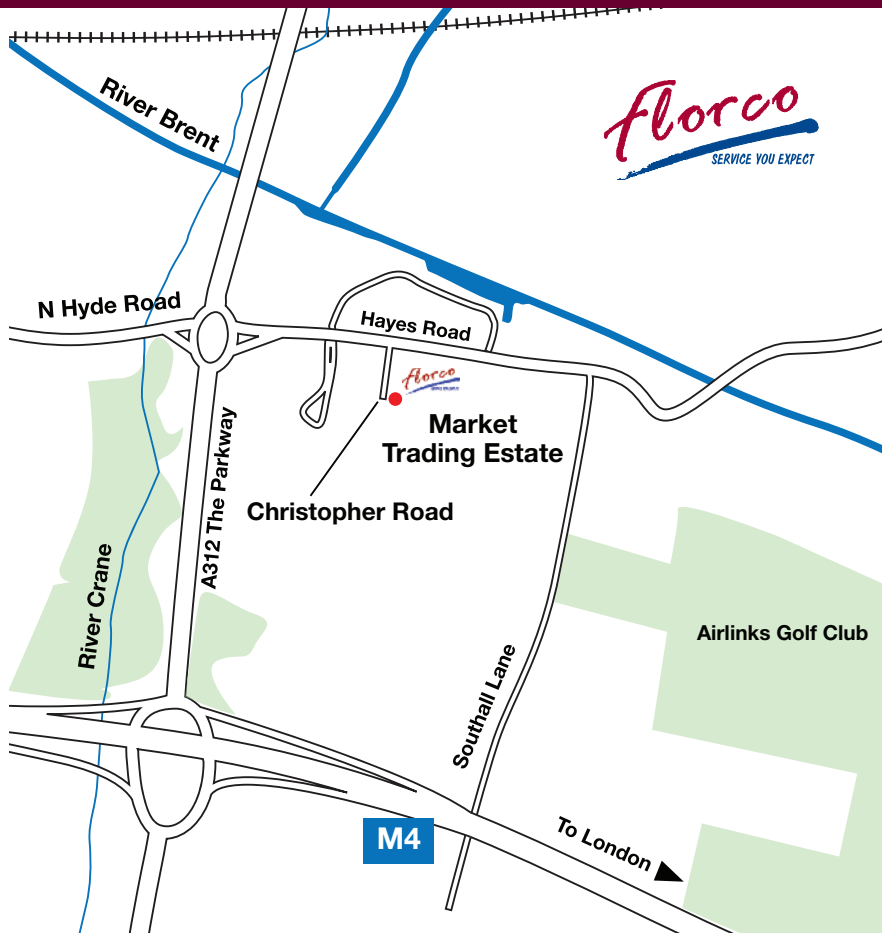 River Brent
florco
SERVICE YOU EXPECT
N Hyde Road
Hayes Road
florco
Market
Trading Estate
Christopher Road
A312 The Parkway
River Crane
Airlinks Golf Club
Southall Lane
M4
To London